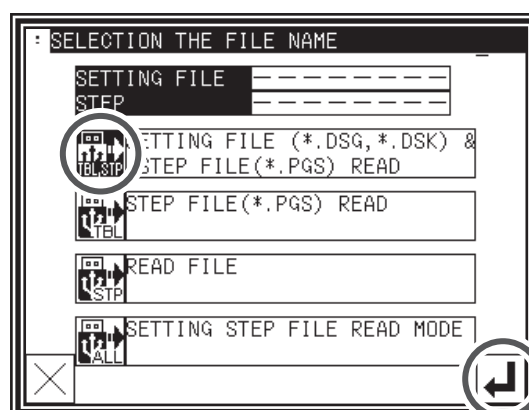 : SELECTION THE FILE NAME
SETTING FILE – – – – – – – –
STEP – – – – – – – –
TBL.STP
ETTING FILE (*.DSG,*.DSK) &
STEP FILE(*.PGS) READ
STEP FILE(*.PGS) READ
TBL
READ FILE
STP
SETTING STEP FILE READ MODE
ALL